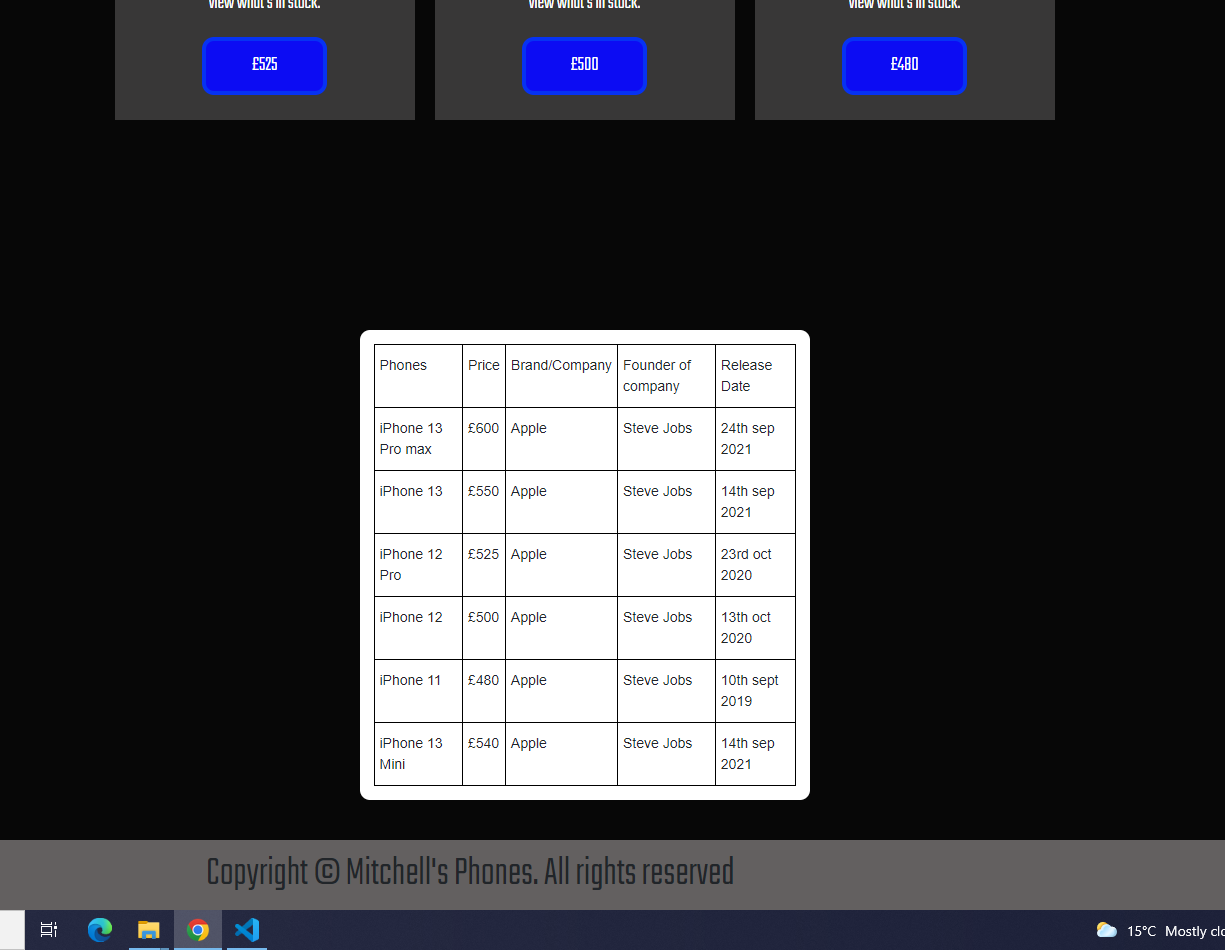 View what's in stock. View what's in stock. View what's in stock.
£525 £500 £480
Phones Price Brand/Company Founder of company Release Date
iPhone 13 Pro max £600 Apple Steve Jobs 24th sep 2021
iPhone 13 £550 Apple Steve Jobs 14th sep 2021
iPhone 12 Pro £525 Apple Steve Jobs 23rd oct 2020
iPhone 12 £500 Apple Steve Jobs 13th oct 2020
iPhone 11 £480 Apple Steve Jobs 10th sept 2019
iPhone 13 Mini £540 Apple Steve Jobs 14th sep 2021
Copyright © Mitchell's Phones. All rights reserved
15°C Mostly clo